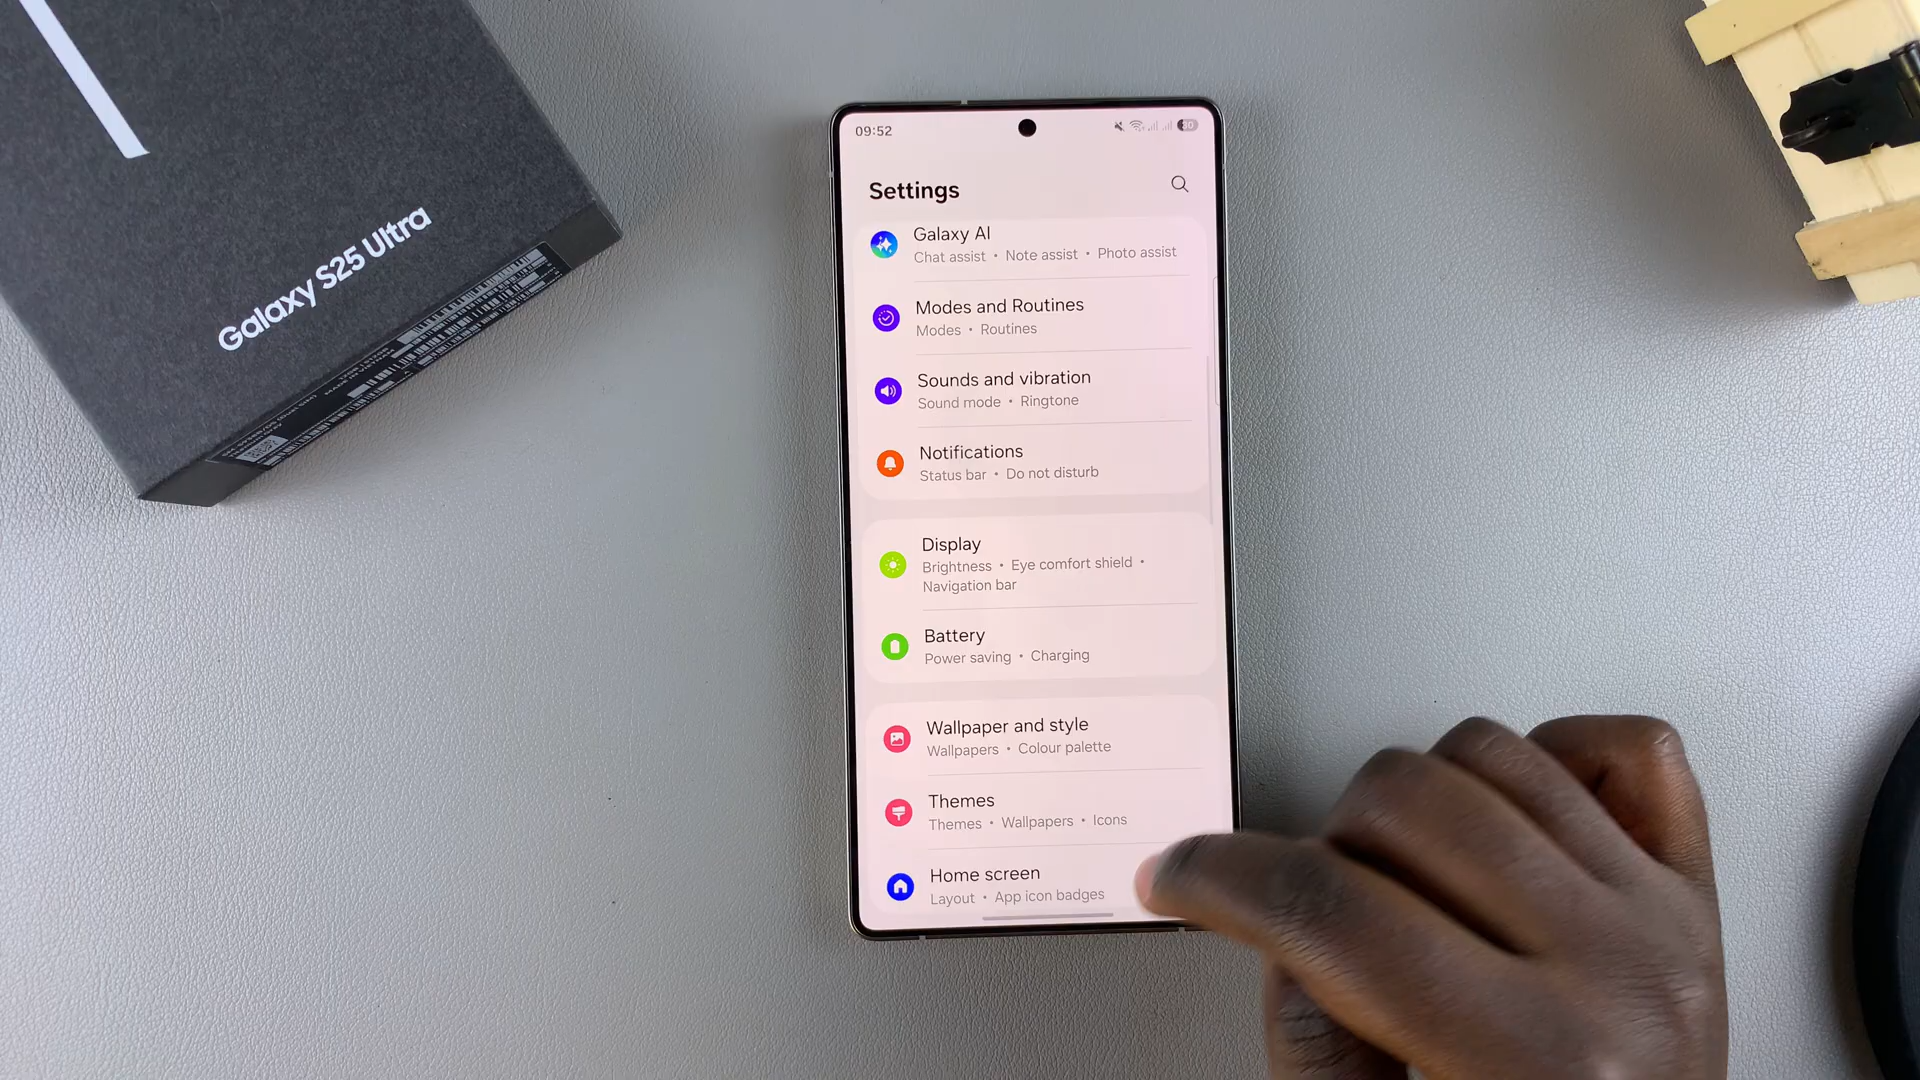 Galaxy S25 Ultra
09:52
Settings
Galaxy AI
Chat assist • Note assist • Photo assist
Modes and Routines
Modes • Routines
Sounds and vibration
Sound mode • Ringtone
Notifications
Status bar • Do not disturb
Display
Brightness • Eye comfort shield •
Navigation bar
Battery
Power saving • Charging
Wallpaper and style
Wallpapers • Colour palette
Themes
Themes • Wallpapers • Icons
Home screen
Layout • App icon badges